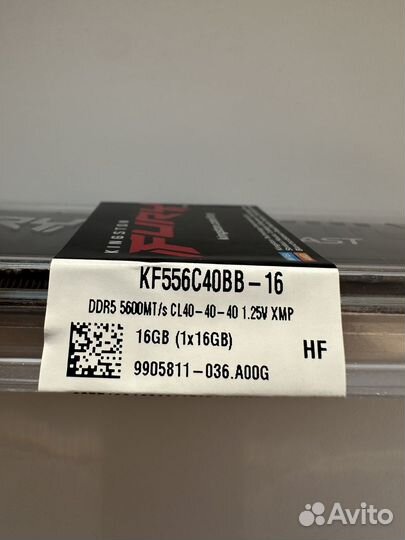 KINGSTON
FURY
AST
KF556C40BB-16
DDR5 5600MT/s CL40-40-40 1.25V XMP
16GB (1x16GB)
HF
9905811-036.A00G
Avito